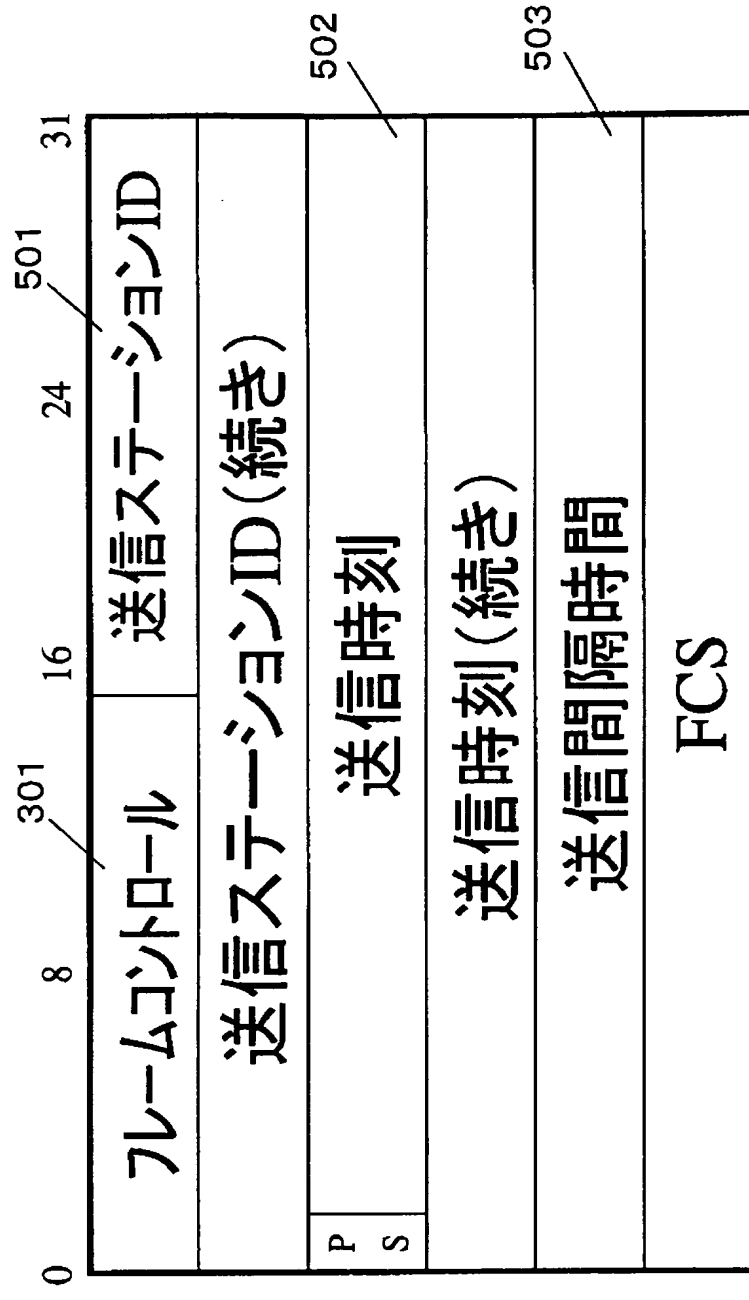 0 8 16 24 31
301 501
フレームコントロール 送信ステーションID
送信ステーションID(続き)
PS 送信時刻
502
送信時刻(続き)
送信間隔時間
503
FCS